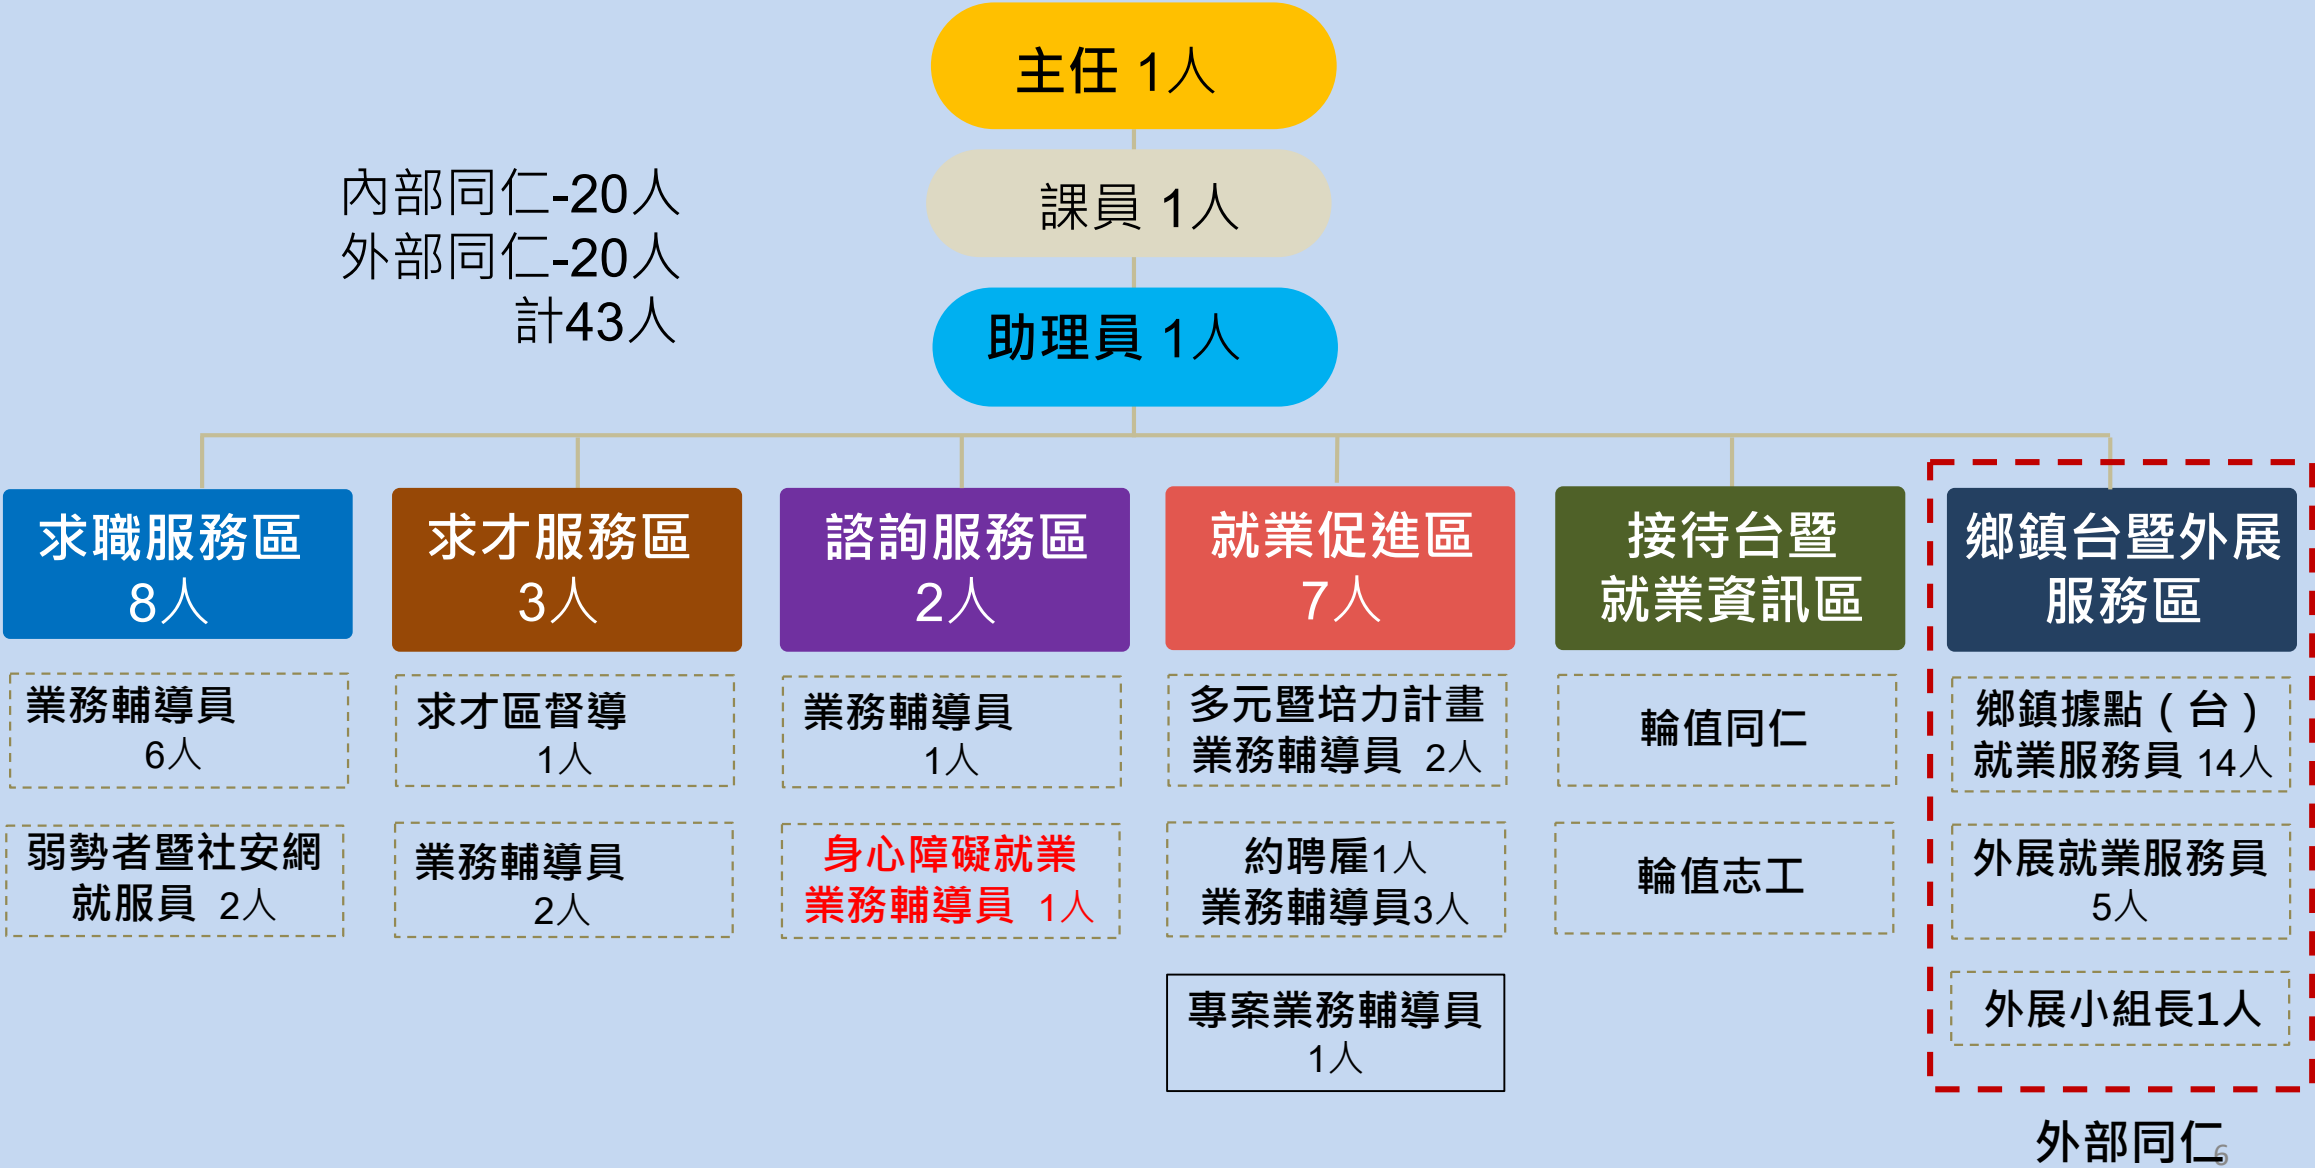 主任 1人
課員 1人
助理員 1人
內部同仁-20人
外部同仁-20人
計43人
求職服務區
8人
業務輔導員
6人
弱勢者暨社安網
就服員 2人
求才服務區
3人
求才區督導
1人
業務輔導員
2人
諮詢服務區
2人
業務輔導員
1人
身心障礙就業
業務輔導員 1人
就業促進區
7人
多元暨培力計畫
業務輔導員 2人
約聘雇1人
業務輔導員3人
專案業務輔導員
1人
接待台暨
就業資訊區
輪值同仁
輪值志工
鄉鎮台暨外展
服務區
鄉鎮據點（台）
就業服務員 14人
外展就業服務員
5人
外展小組長1人
外部同仁
6